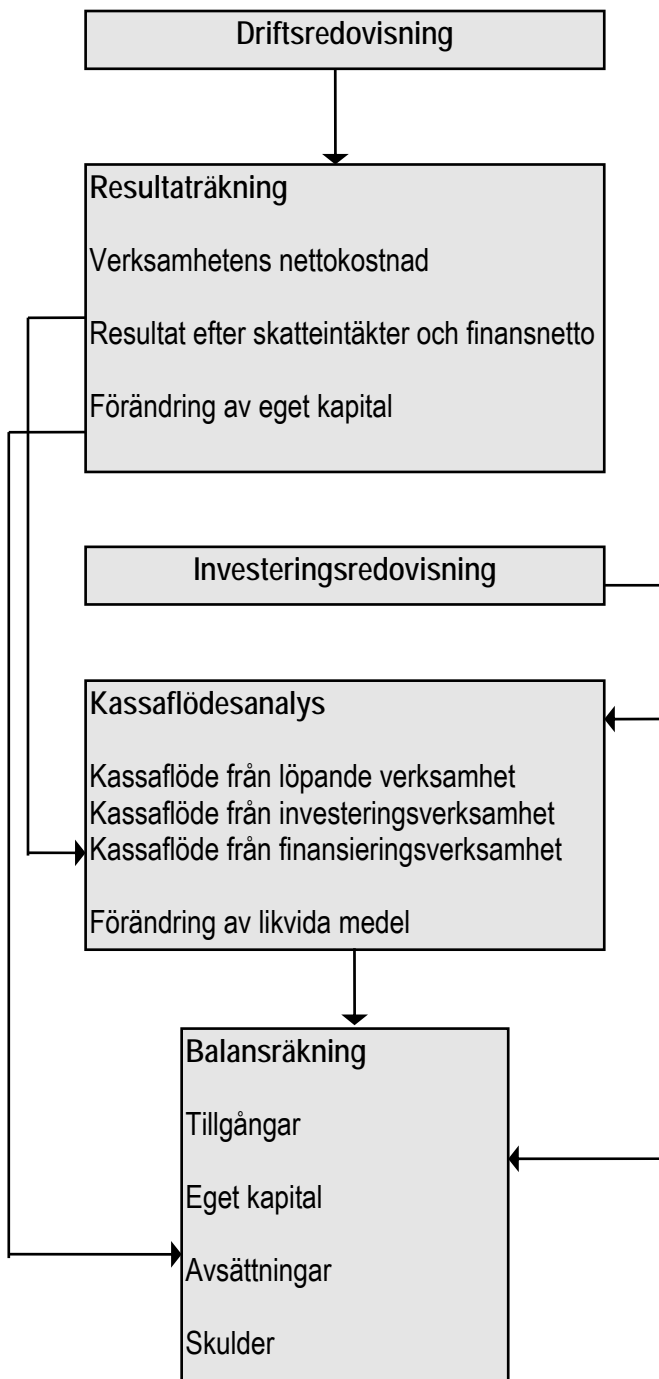 Driftsredovisning
Resultaträkning
Verksamhetens nettokostnad
Resultat efter skatteintäkter och finansnetto
Förändring av eget kapital
Investeringsredovisning
Kassaflödesanalys
Kassaflöde från löpande verksamhet
Kassaflöde från investeringsverksamhet
Kassaflöde från finansieringsverksamhet
Förändring av likvida medel
Balansräkning
Tillgångar
Eget kapital
Avsättningar
Skulder